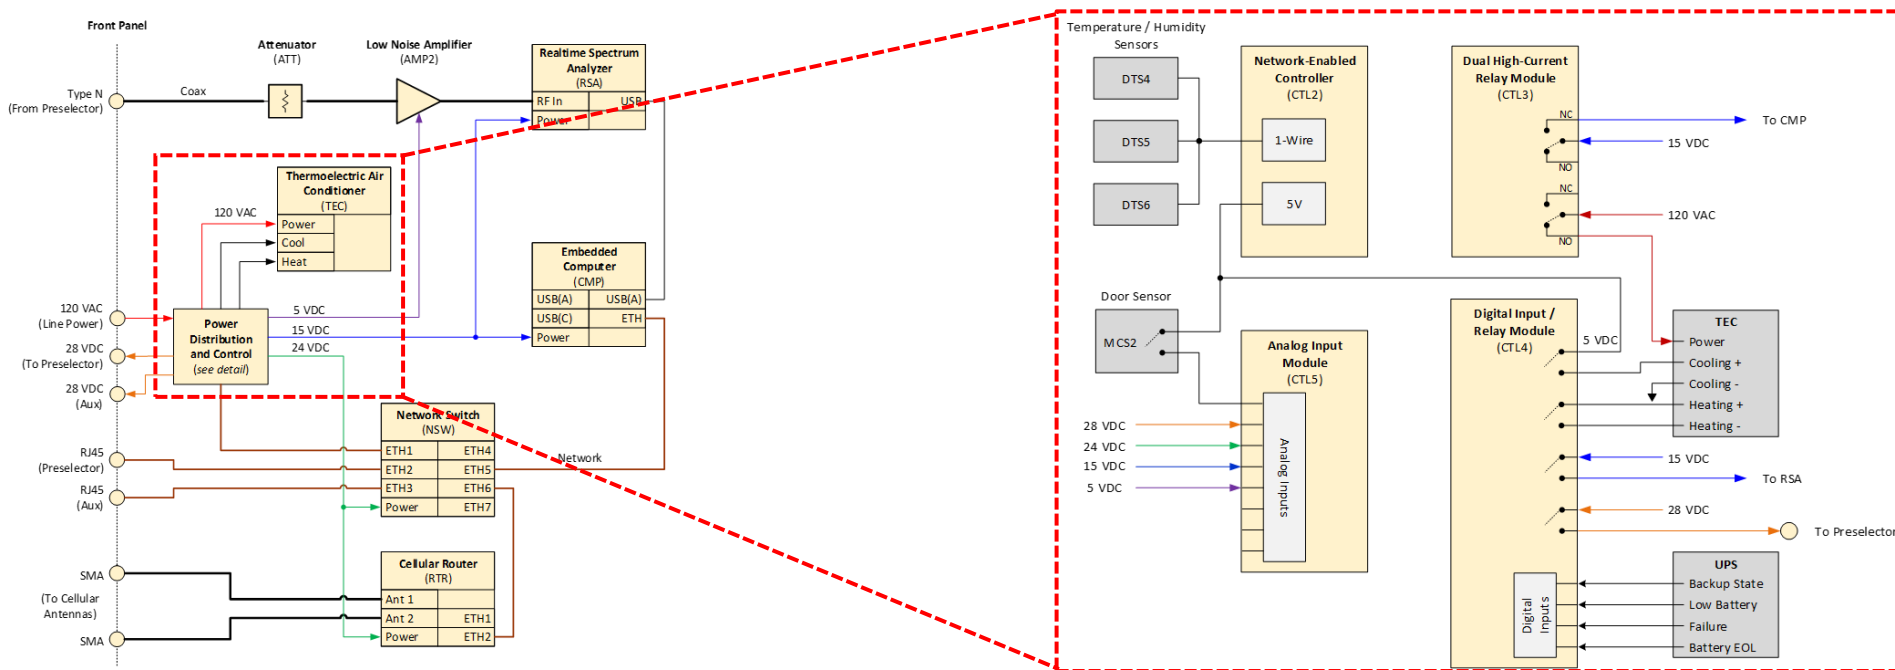 Front Panel
Attenuator
(ATT)
Low Noise Amplifier
(AMP2)
Realtime Spectrum
Analyzer
(RSA)
RF In
USB
Power
Type N
(From Preselector)
Coax
Thermoelectric Air
Conditioner
(TEC)
Power
Cool
Heat
120 VAC
Embedded
Computer
(CMP)
USB(A)
USB(A)
USB(C)
ETH
Power
120 VAC
(Line Power)
28 VDC
(To Preselector)
28 VDC
(Aux)
Power
Distribution
and Control
(see detail)
5 VDC
15 VDC
24 VDC
Network Switch
(NSW)
ETH1
ETH4
ETH2
ETH5
ETH3
ETH6
Power
ETH7
Network
RJ45
(Preselector)
RJ45
(Aux)
Cellular Router
(RTR)
Ant 1
Ant 2
ETH1
Power
ETH2
SMA
(To Cellular
Antennas)
SMA
Temperature / Humidity
Sensors
DTS4
DTS5
DTS6
Network-Enabled
Controller
(CTL2)
1-Wire
5V
Dual High-Current
Relay Module
(CTL3)
NC
NO
NC
NO
To CMP
15 VDC
120 VAC
Door Sensor
MCS2
Analog Input
Module
(CTL5)
Analog Inputs
28 VDC
24 VDC
15 VDC
5 VDC
Digital Input /
Relay Module
(CTL4)
5 VDC
Digital
Inputs
TEC
Power
Cooling +
Cooling -
Heating +
Heating -
15 VDC
To RSA
28 VDC
To Preselector
UPS
Backup State
Low Battery
Failure
Battery EOL